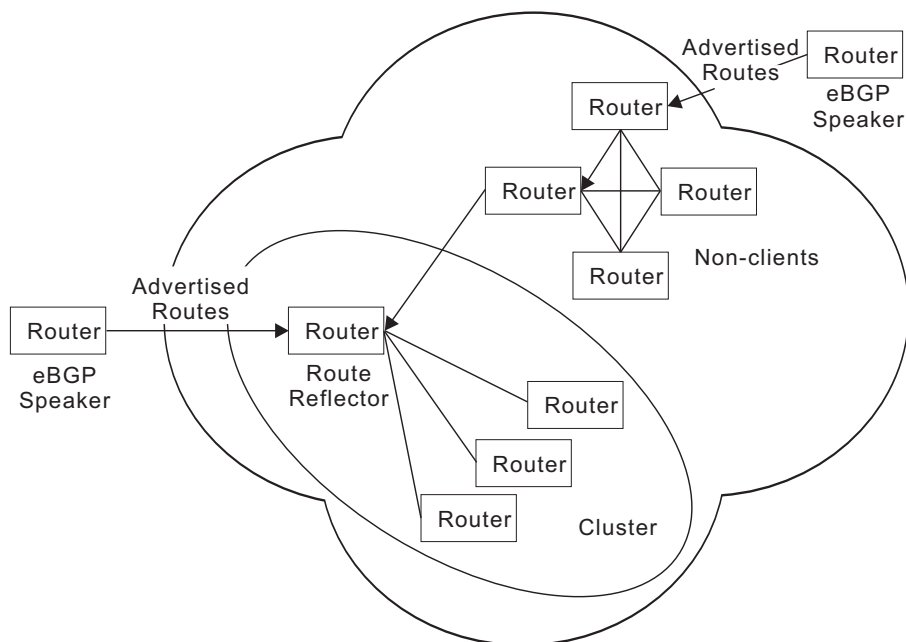 Advertised
Routes
Router
eBGP
Speaker
Router
Router
Router
Router
Non-clients
Advertised
Routes
Router
eBGP
Speaker
Router
Route
Reflector
Router
Router
Router
Cluster